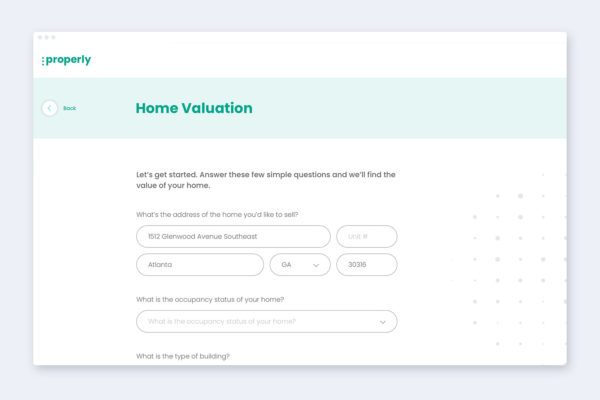 properly
Back
Home Valuation
Let's get started. Answer these few simple questions and we'll find the
value of your home.
What's the address of the home you'd like to sell?
1512 Glenwood Avenue Southeast
Unit #
Atlanta
GA
30316
What is the occupancy status of your home?
What is the occupancy status of your home?
What is the type of building?